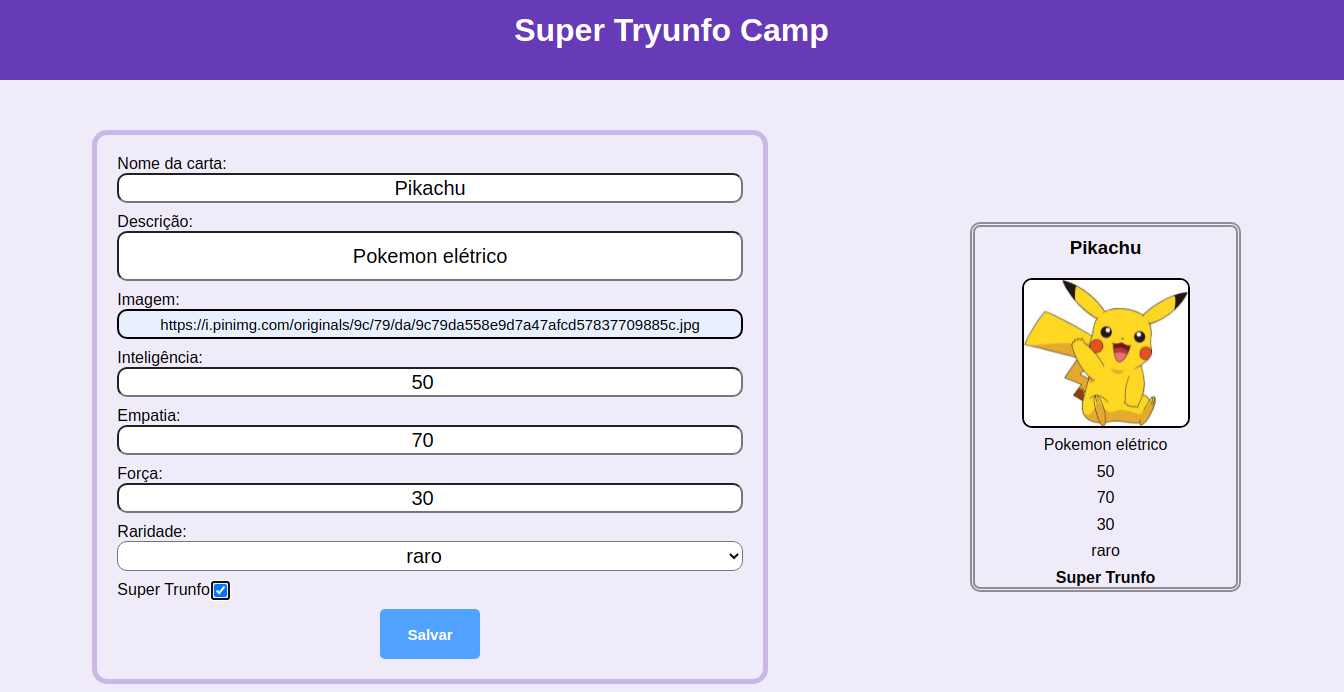 Super Tryunfo Camp
Nome da carta:
Pikachu
Descrição:
Pokemon elétrico
Imagem:
https://i.pinimg.com/originals/9c/79/da/9c79da558e9d7a47afcd57837709885c.jpg
Inteligência:
50
Empatia:
70
Força:
30
Raridade:
raro
Super Trunfo
Salvar
Pikachu
Pokemon elétrico
50
70
30
raro
Super Trunfo